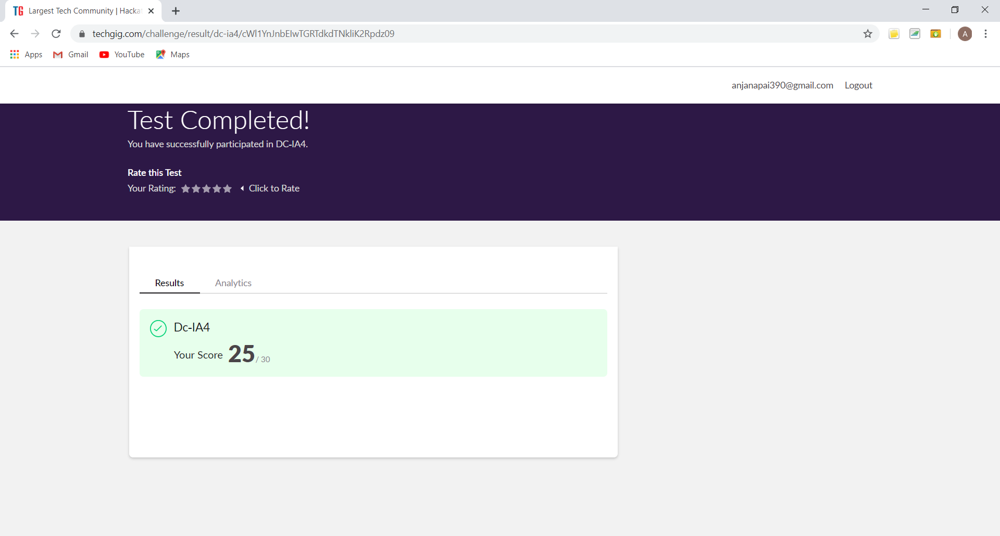 TG Largest Tech Community | Hacka
techgig.com/challenge/result/dc-ia4/cWl1YnJnbEIwTGRTdkdTNkliK2Rpdz09
A
Apps Gmail YouTube Maps
anjanapai390@gmail.com Logout
Test Completed!
You have successfully participated in DC-IA4.
Rate this Test
Your Rating: Click to Rate
Results Analytics
Dc-IA4
Your Score 25 / 30